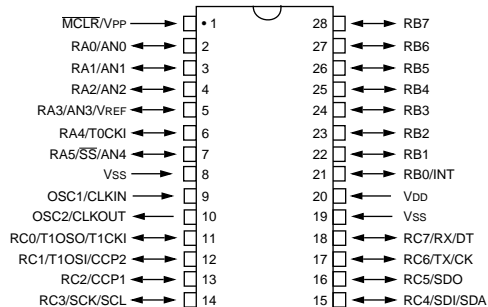 MCLR/VPP • 1 28 RB7
RA0/AN0 2 27 RB6
RA1/AN1 3 26 RB5
RA2/AN2 4 25 RB4
RA3/AN3/VREF 5 24 RB3
RA4/T0CKI 6 23 RB2
RA5/SS/AN4 7 22 RB1
VSS 8 21 RB0/INT
OSC1/CLKIN 9 20 VDD
OSC2/CLKOUT 10 19 VSS
RC0/T1OSO/T1CKI 11 18 RC7/RX/DT
RC1/T1OSI/CCP2 12 17 RC6/TX/CK
RC2/CCP1 13 16 RC5/SDO
RC3/SCK/SCL 14 15 RC4/SDI/SDA